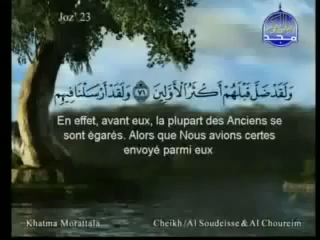 Joz' 23
وَلَقَدْ ضَلَّ قَبْلَهُمْ أَكْثَرُ الْأَوَّلِينَ ﴿٧١﴾ وَلَقَدْ أَرْسَلْنَا فِيهِم
En effet, avant eux, la plupart des Anciens se
sont égarés. Alors que Nous avions certes
envoyé parmi eux
Khatma Morattala
Cheikh/Al Soudeisse & Al Choureim